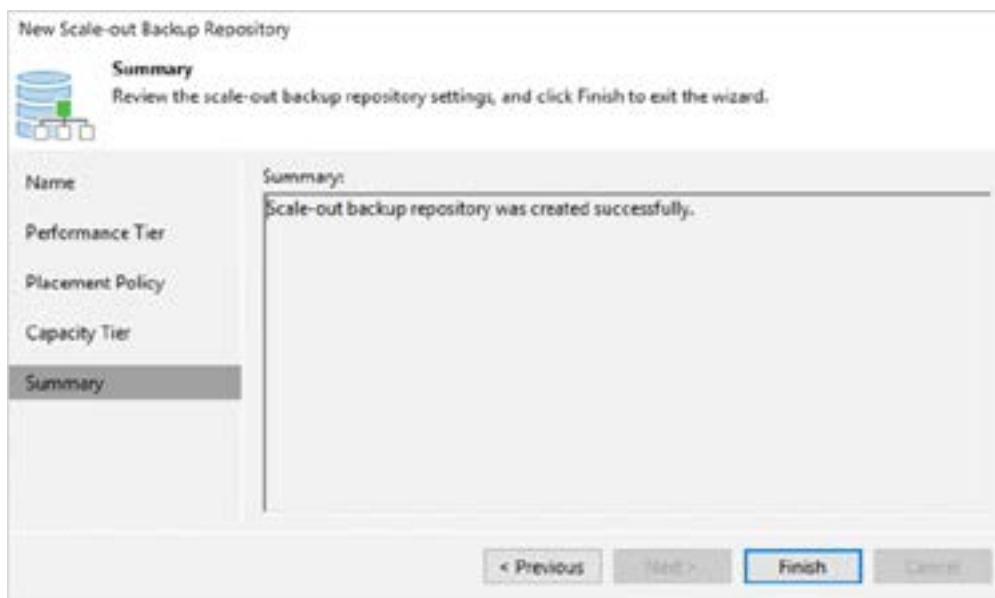 New Scale-out Backup Repository
Summary
Review the scale-out backup repository settings, and click Finish to exit the wizard.
Name
Performance Tier
Placement Policy
Capacity Tier
Summary
Summary:
Scale-out backup repository was created successfully.
< Previous
Next >
Finish
Cancel